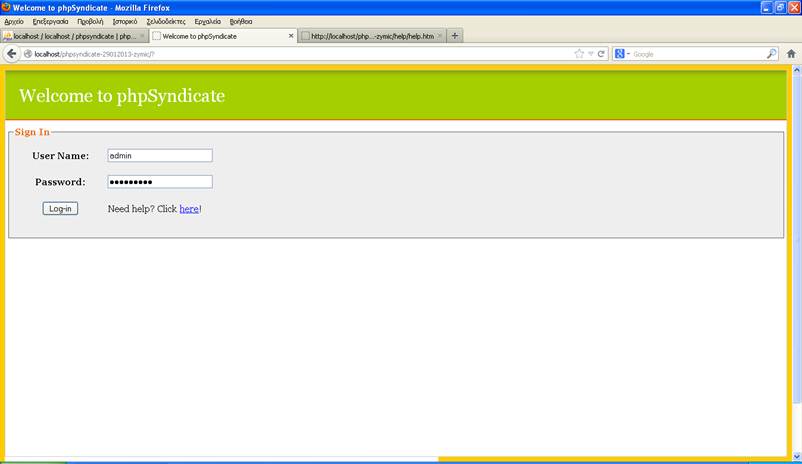 Welcome to phpSyndicate - Mozilla Firefox
Αρχείο Επεξεργασία Προβολή Ιστορικό Σελιδοδείκτες Εργαλεία Βοήθεια
localhost / localhost / phpsyndicate | php... Welcome to phpSyndicate http://localhost/php...-zymic/help/help.htm
localhost/phpsyndicate-29012013-zymic/? Google
Welcome to phpSyndicate
Sign In
User Name: admin
Password: •••••••••
Log-in Need help? Click here!